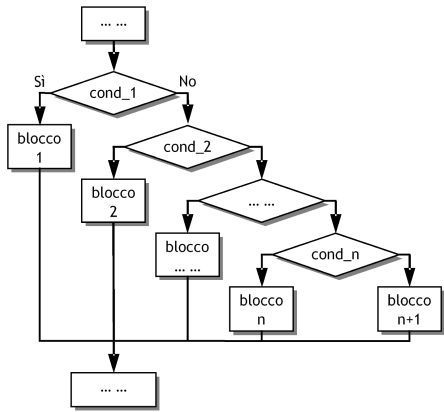 ... ...
Sì
No
cond_1
blocco
1
cond_2
blocco
2
... ...
blocco
... ...
cond_n
blocco
n
blocco
n+1
... ...